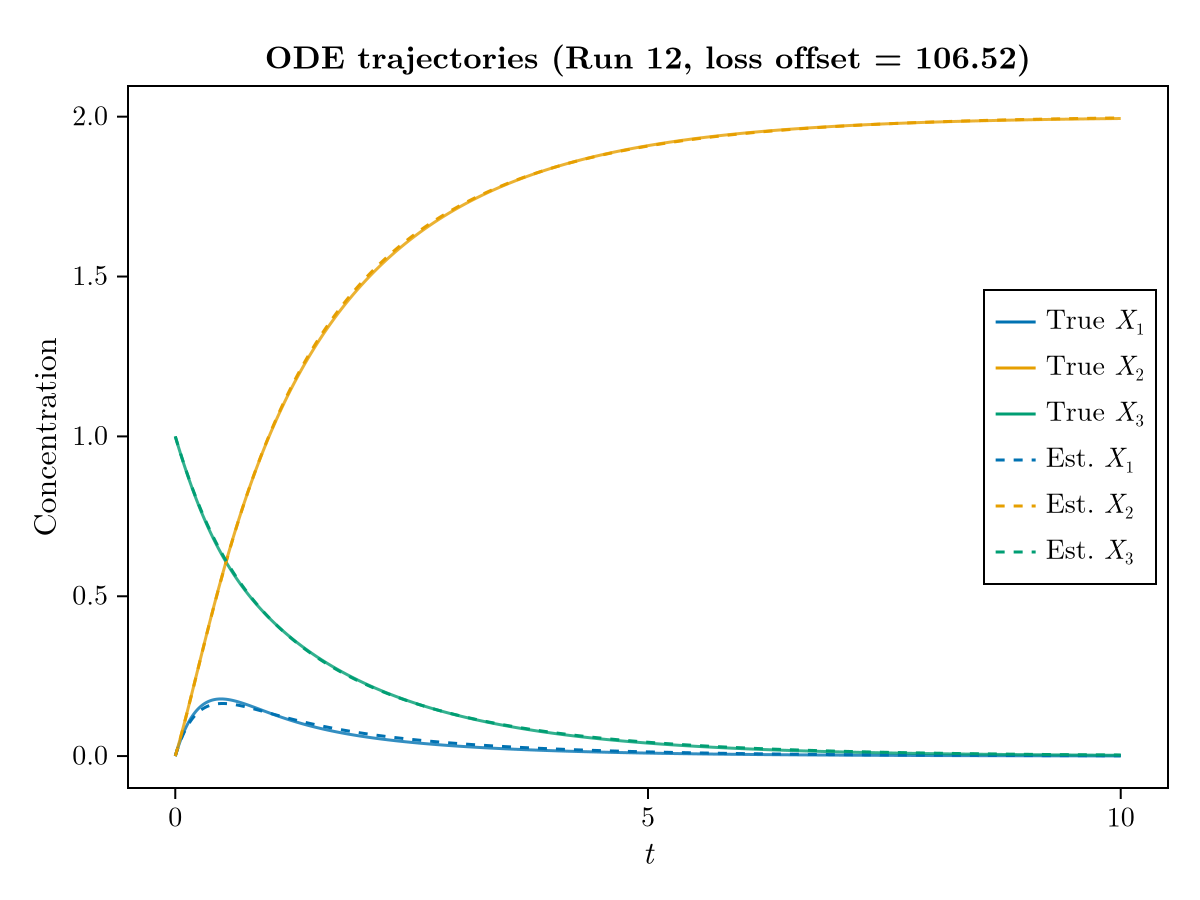 ODE trajectories (Run 12, loss offset = 106.52)
2.0
1.5
1.0
0.5
0.0
Concentration
True X₁
True X₂
True X₃
Est. X₁
Est. X₂
Est. X₃
0
5
10
t